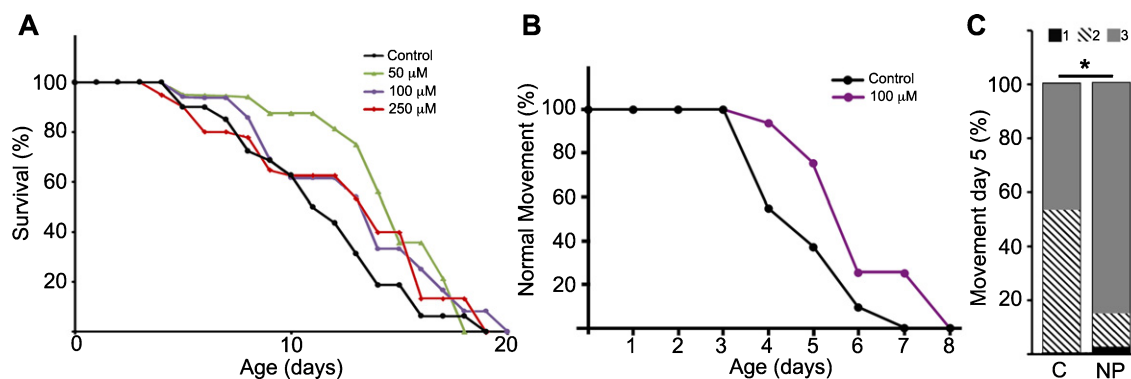 A
Control
50 μM
100 μM
250 μM
Survival (%)
100
80
60
40
20
0
10
20
Age (days)
B
Control
100 μM
Normal Movement (%)
100
80
60
40
20
1 2 3 4 5 6 7 8
Age (days)
C
1 2 3
*
Movement day 5 (%)
100
80
60
40
20
C NP